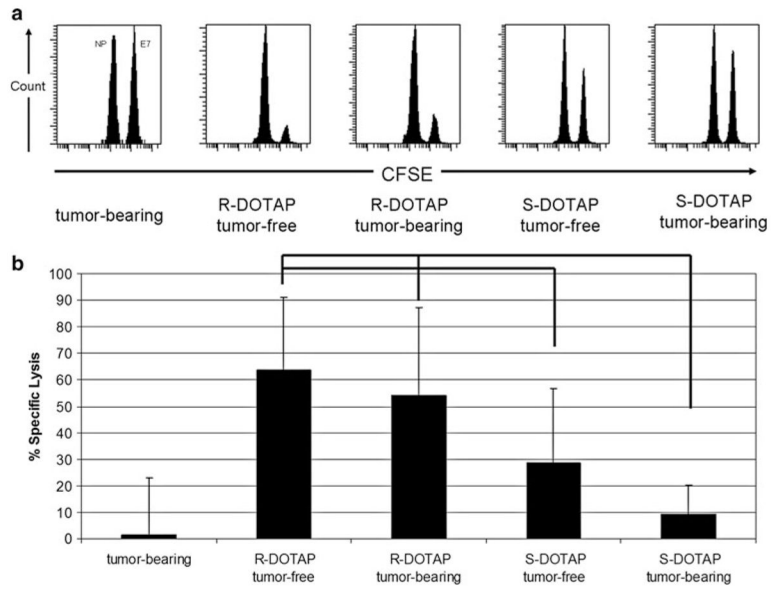 a
NP
E7
Count
CFSE
tumor-bearing
R-DOTAP
tumor-free
R-DOTAP
tumor-bearing
S-DOTAP
tumor-free
S-DOTAP
tumor-bearing
b
% Specific Lysis
100
90
80
70
60
50
40
30
20
10
0
tumor-bearing
R-DOTAP
tumor-free
R-DOTAP
tumor-bearing
S-DOTAP
tumor-free
S-DOTAP
tumor-bearing